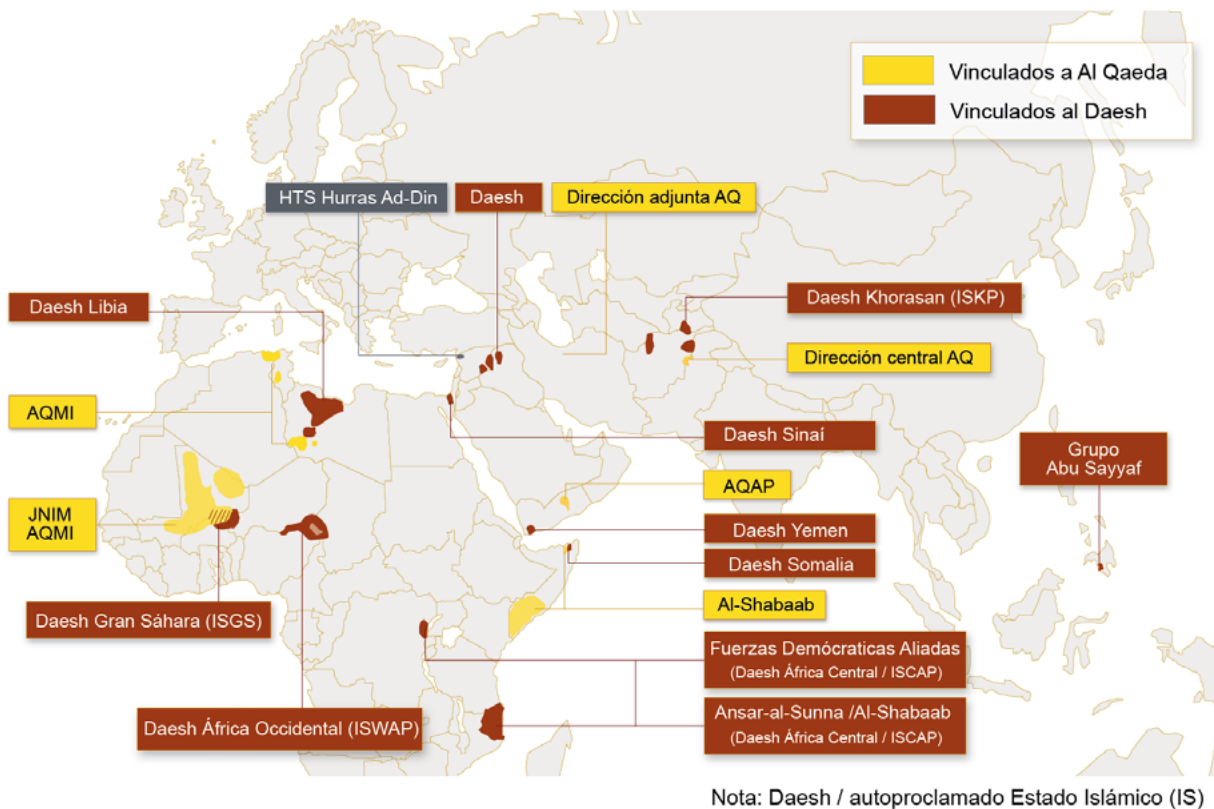 Vinculados a Al Qaeda
Vinculados al Daesh
HTS Hurras Ad-Din
Daesh
Dirección adjunta AQ
Daesh Libia
Daesh Khorasan (ISKP)
Dirección central AQ
AQMI
Daesh Sinaí
Grupo
Abu Sayyaf
AQAP
JNIM
AQMI
Daesh Yemen
Daesh Somalia
Al-Shabaab
Daesh Gran Sáhara (ISGS)
Fuerzas Demócraticas Aliadas
(Daesh África Central / ISCAP)
Daesh África Occidental (ISWAP)
Ansar-al-Sunna /Al-Shabaab
(Daesh África Central / ISCAP)
Nota: Daesh / autoproclamado Estado Islámico (IS)